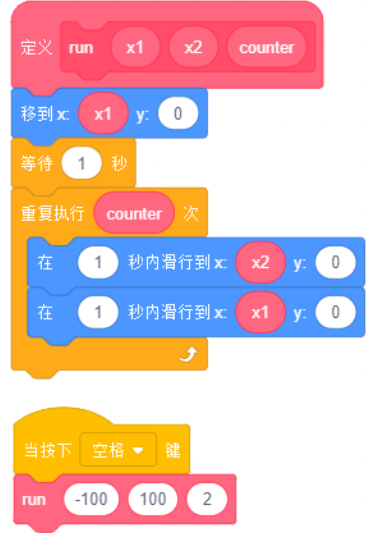 定义 run x1 x2 counter
移到 x: x1 y: 0
等待 1 秒
重复执行 counter 次
在 1 秒内滑行到 x: x2 y: 0
在 1 秒内滑行到 x: x1 y: 0
当按下 空格 键
run -100 100 2